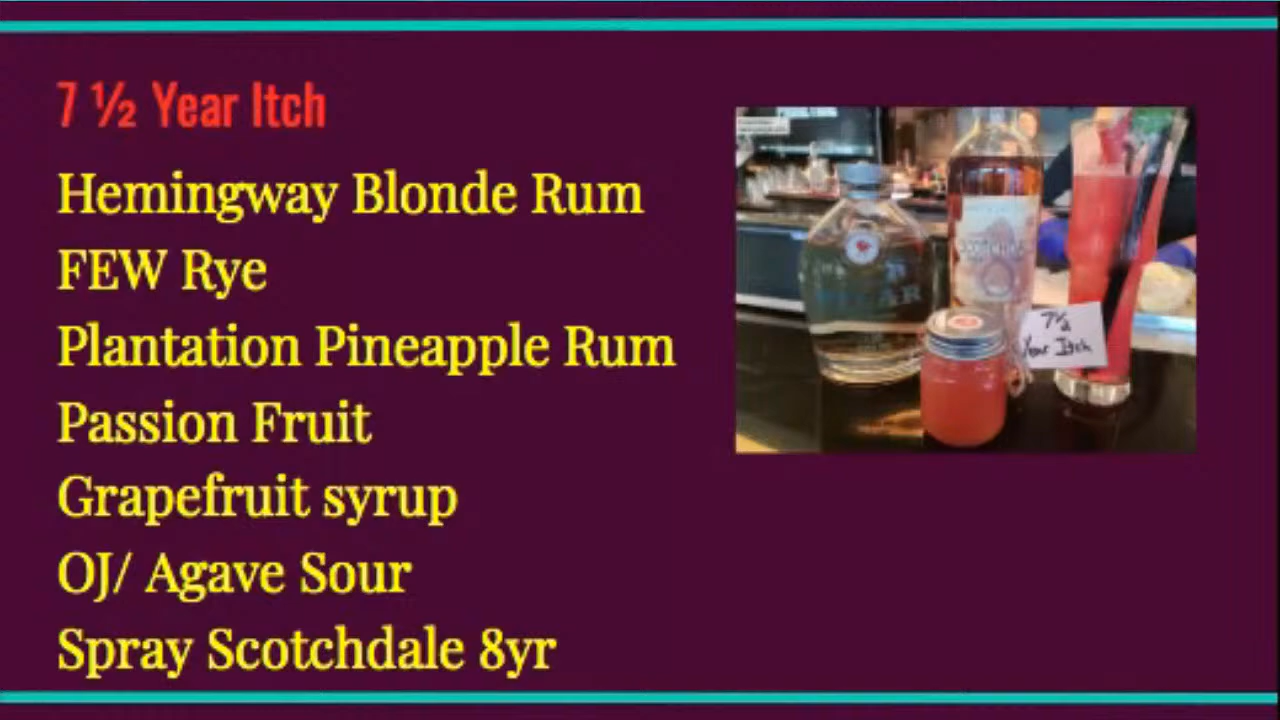 7 ½ Year Itch
Hemingway Blonde Rum
FEW Rye
Plantation Pineapple Rum
Passion Fruit
Grapefruit syrup
OJ/ Agave Sour
Spray Scotchdale 8yr
7½
Year Itch